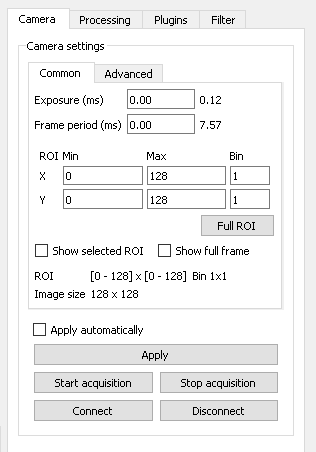 Camera Processing Plugins Filter
Camera settings
Common Advanced
Exposure (ms) 0.00 0.12
Frame period (ms) 0.00 7.57
ROI Min Max Bin
X 0 128 1
Y 0 128 1
Full ROI
Show selected ROI Show full frame
ROI [0 - 128] x [0 - 128] Bin 1x1
Image size 128 x 128
Apply automatically
Apply
Start acquisition Stop acquisition
Connect Disconnect